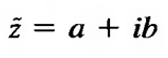 z̃ = a + ib